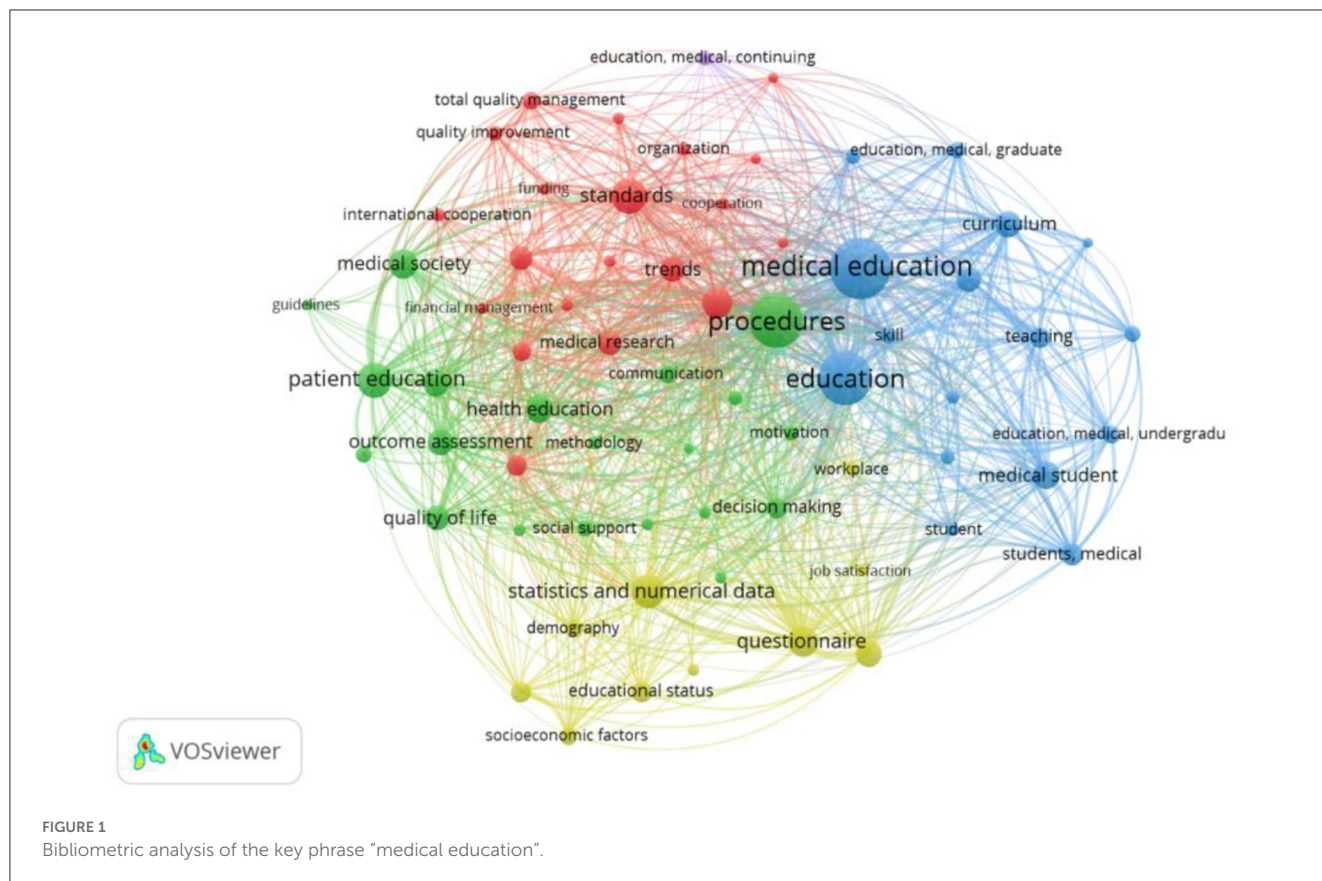 education, medical, continuing
total quality management
quality improvement
organization
education, medical, graduate
funding
standards
cooperation
international cooperation
curriculum
medical society
trends
medical education
guidelines
financial management
procedures
skill
teaching
medical research
communication
patient education
education
health education
outcome assessment
methodology
motivation
education, medical, undergradu
workplace
medical student
quality of life
social support
decision making
student
students, medical
job satisfaction
statistics and numerical data
demography
questionnaire
educational status
socioeconomic factors
VOSviewer
FIGURE 1
Bibliometric analysis of the key phrase "medical education".